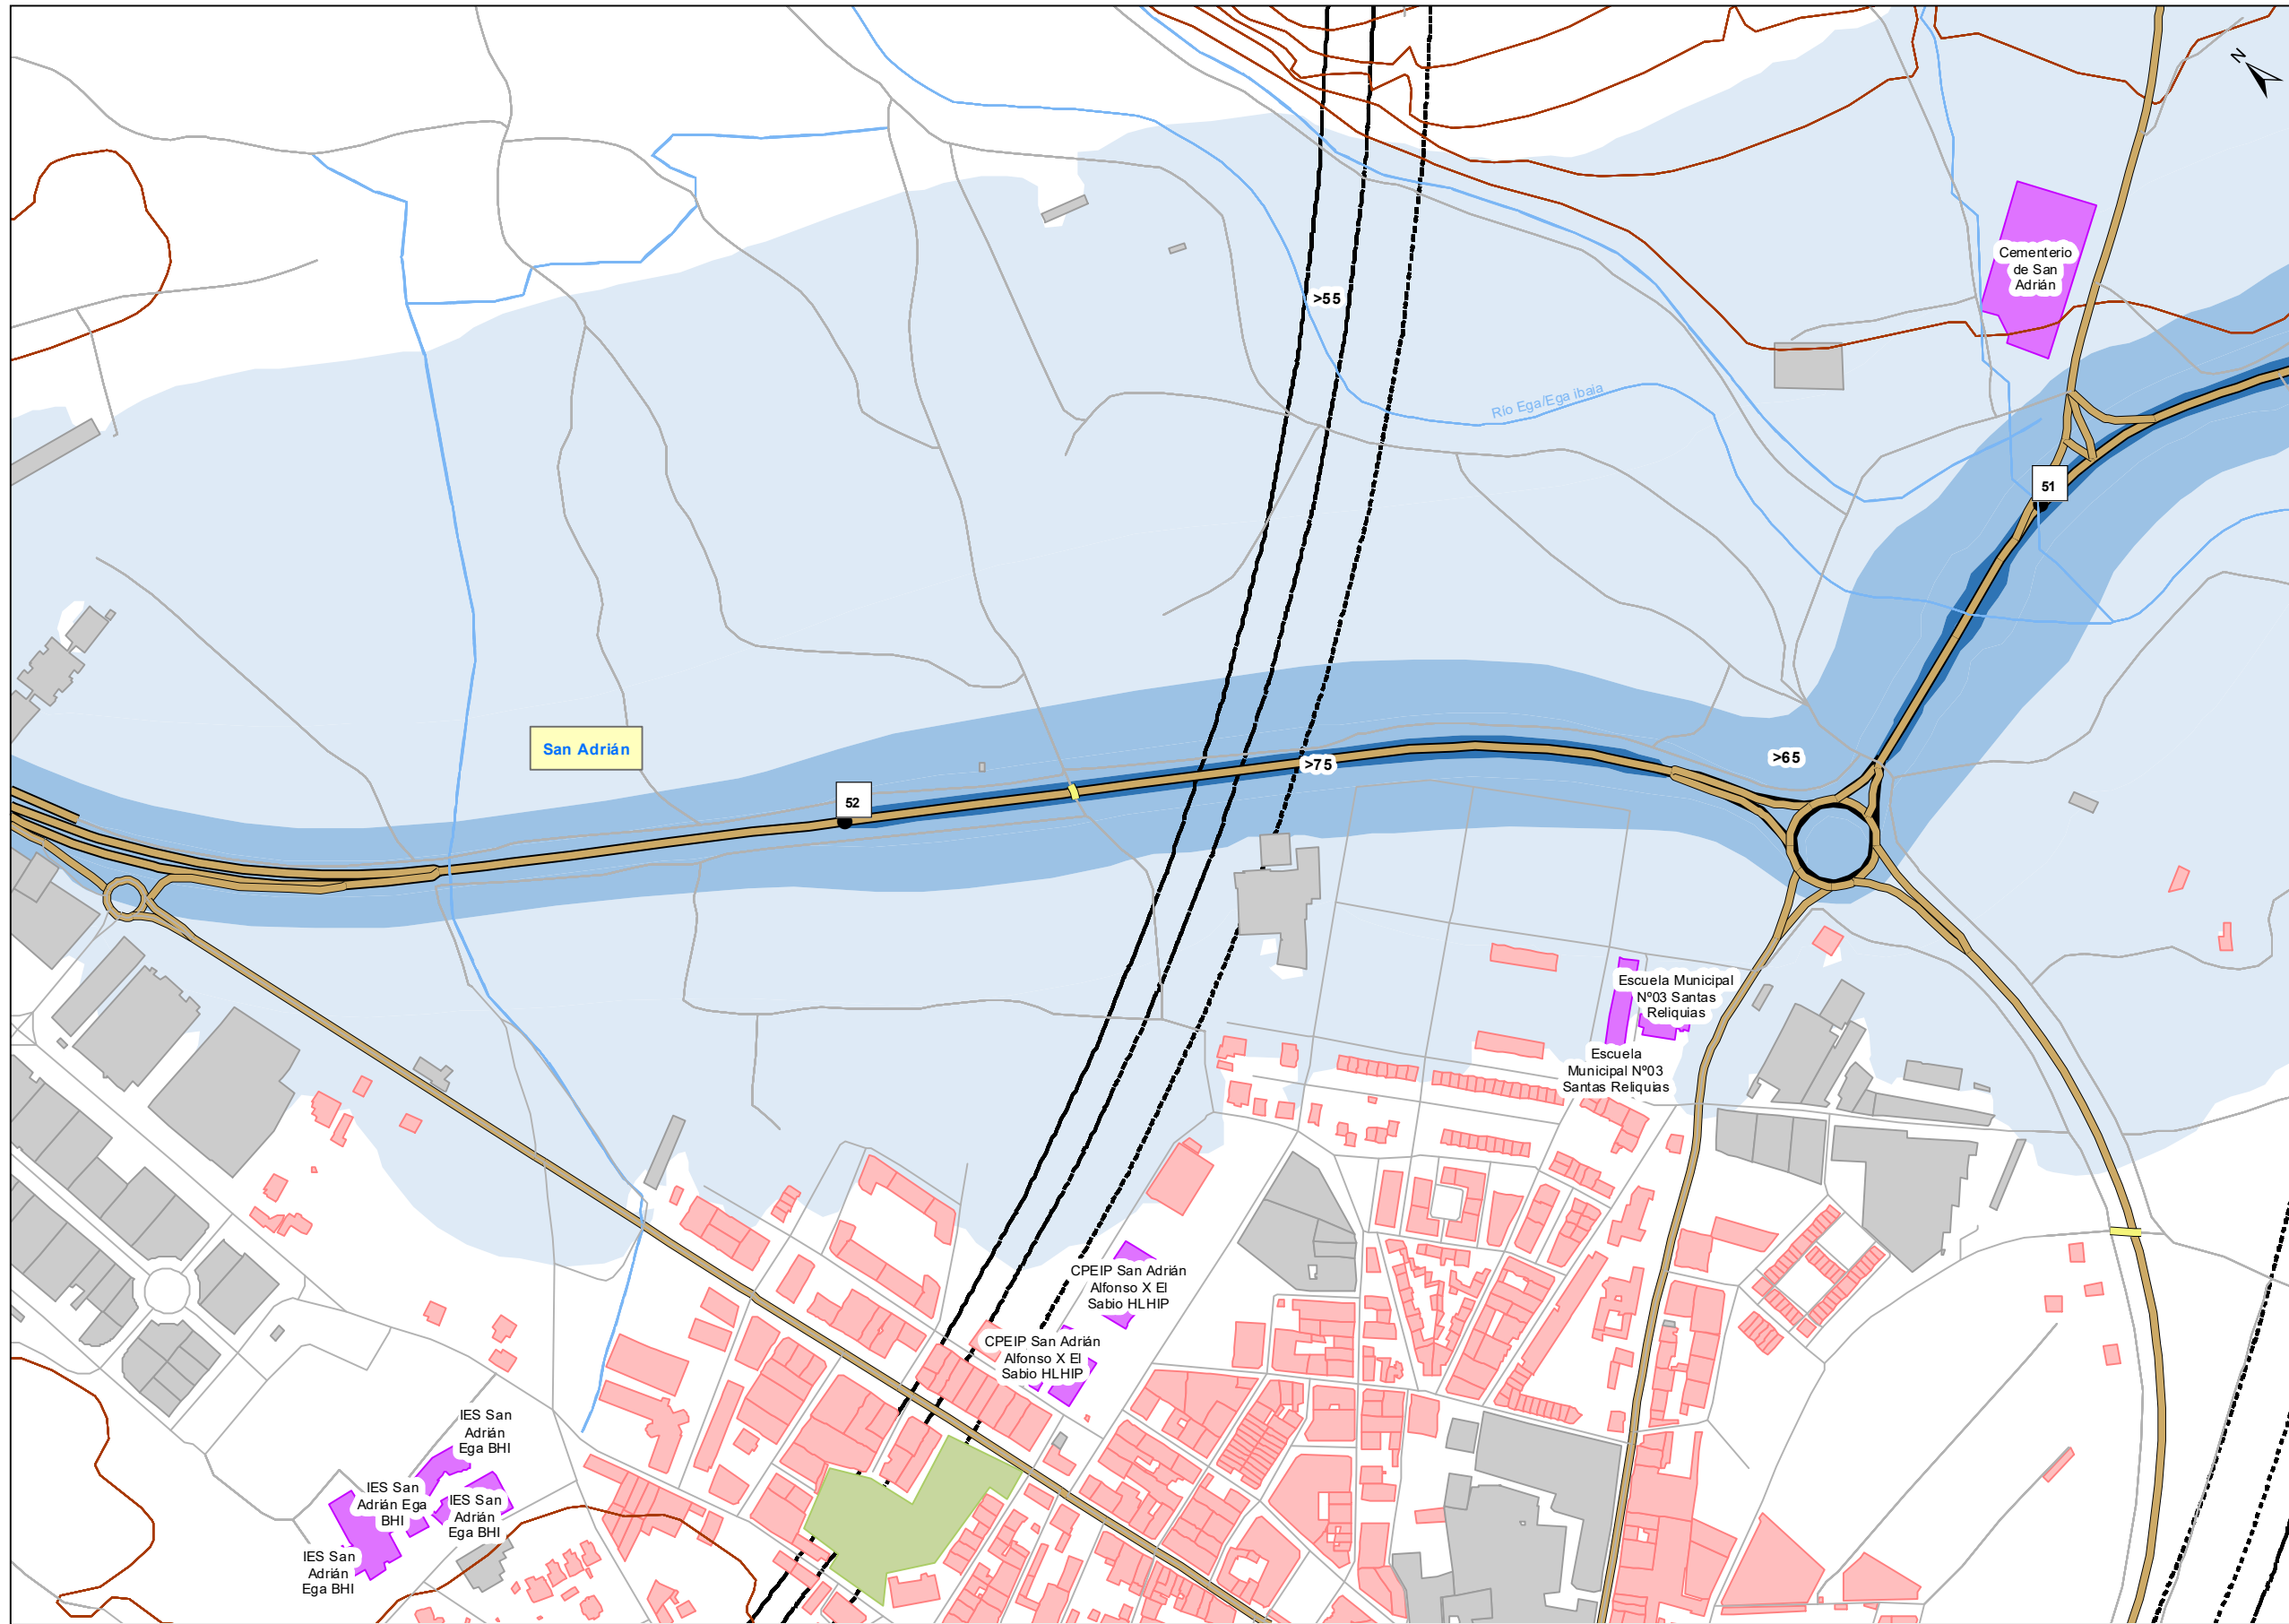 N
Cementerio
de San
Adrián
>55
Río Ega/Ega ibaia
51
San Adrián
>65
>75
52
Escuela Municipal
Nº03 Santas
Reliquias
Escuela
Municipal Nº03
Santas Reliquias
CPEIP San Adrián
Alfonso X El
Sabio HLHIP
CPEIP San Adrián
Alfonso X El
Sabio HLHIP
IES San
Adrián
Ega BHI
IES San
Adrián Ega
BHI
IES San
Adrián
Ega BHI
IES San
Adrián
Ega BHI